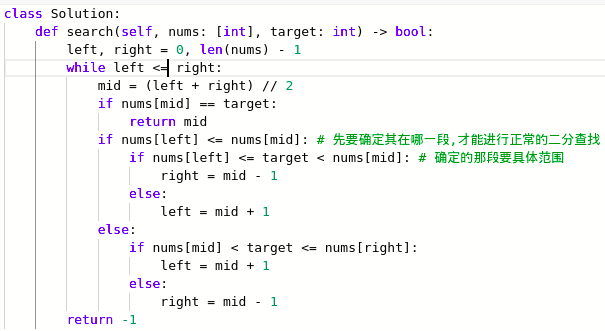 class Solution:
    def search(self, nums: [int], target: int) -> bool:
        left, right = 0, len(nums) - 1
        while left <= right:
            mid = (left + right) // 2
            if nums[mid] == target:
                return mid
            if nums[left] <= nums[mid]: # 先要确定其在哪一段,才能进行正常的二分查找
                if nums[left] <= target < nums[mid]: # 确定的那段要具体范围
                    right = mid - 1
                else:
                    left = mid + 1
            else:
                if nums[mid] < target <= nums[right]:
                    left = mid + 1
                else:
                    right = mid - 1
        return -1